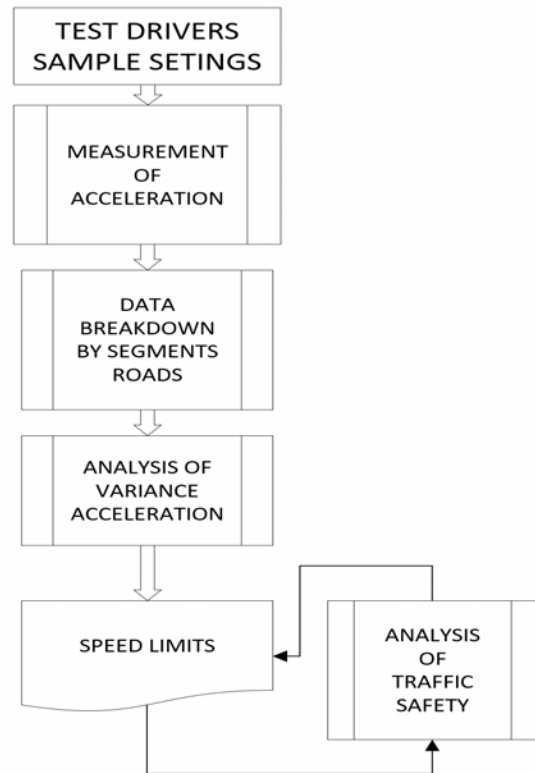 TEST DRIVERS
SAMPLE SETINGS
MEASUREMENT
OF
ACCELERATION
DATA
BREAKDOWN
BY SEGMENTS
ROADS
ANALYSIS OF
VARIANCE
ACCELERATION
SPEED LIMITS
ANALYSIS
OF
TRAFFIC
SAFETY